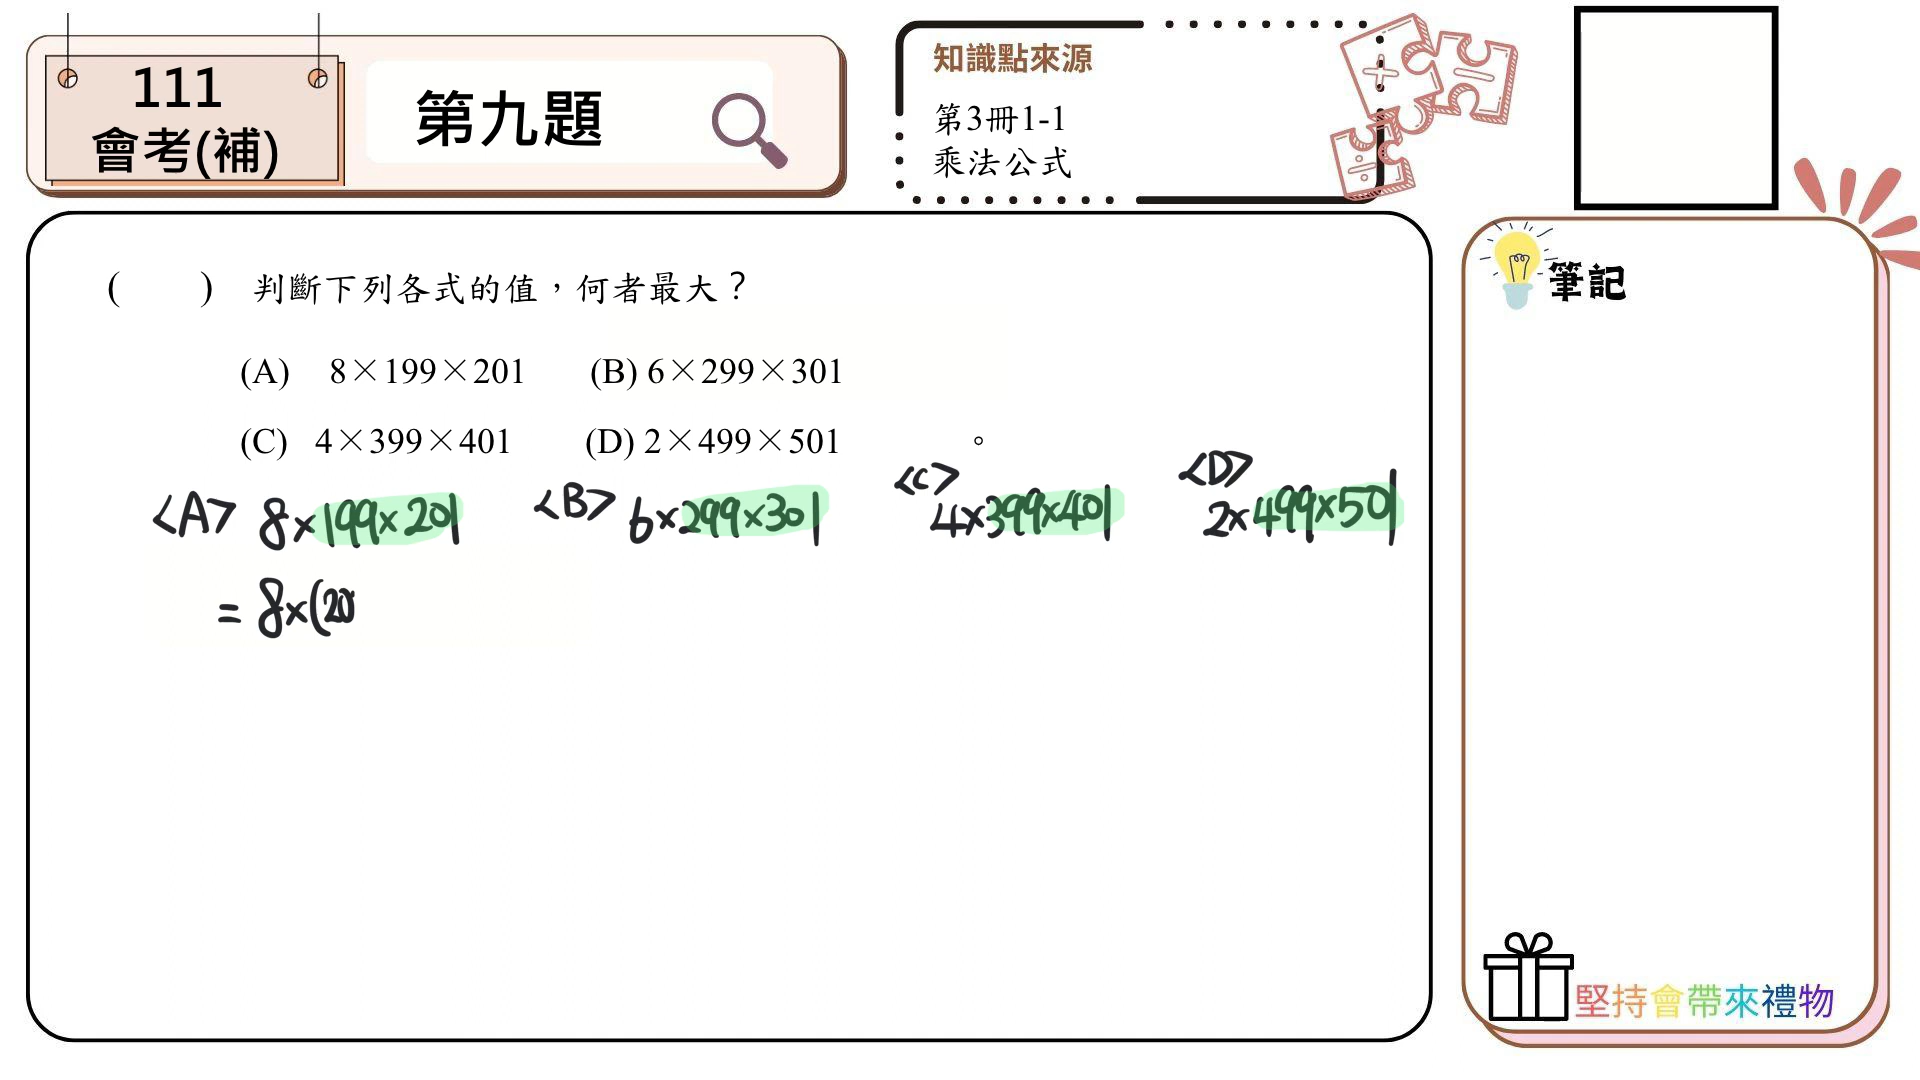 111
會考(補)
第九題
知識點來源
第3冊1-1
乘法公式
(　　) 判斷下列各式的值，何者最大？
(A) 8×199×201 (B) 6×299×301
(C) 4×399×401 (D) 2×499×501 。
<A> 8×199×201 <B> 6×299×301 <C> 4×399×401 <D> 2×499×501
= 8×(20
筆記
堅持會帶來禮物